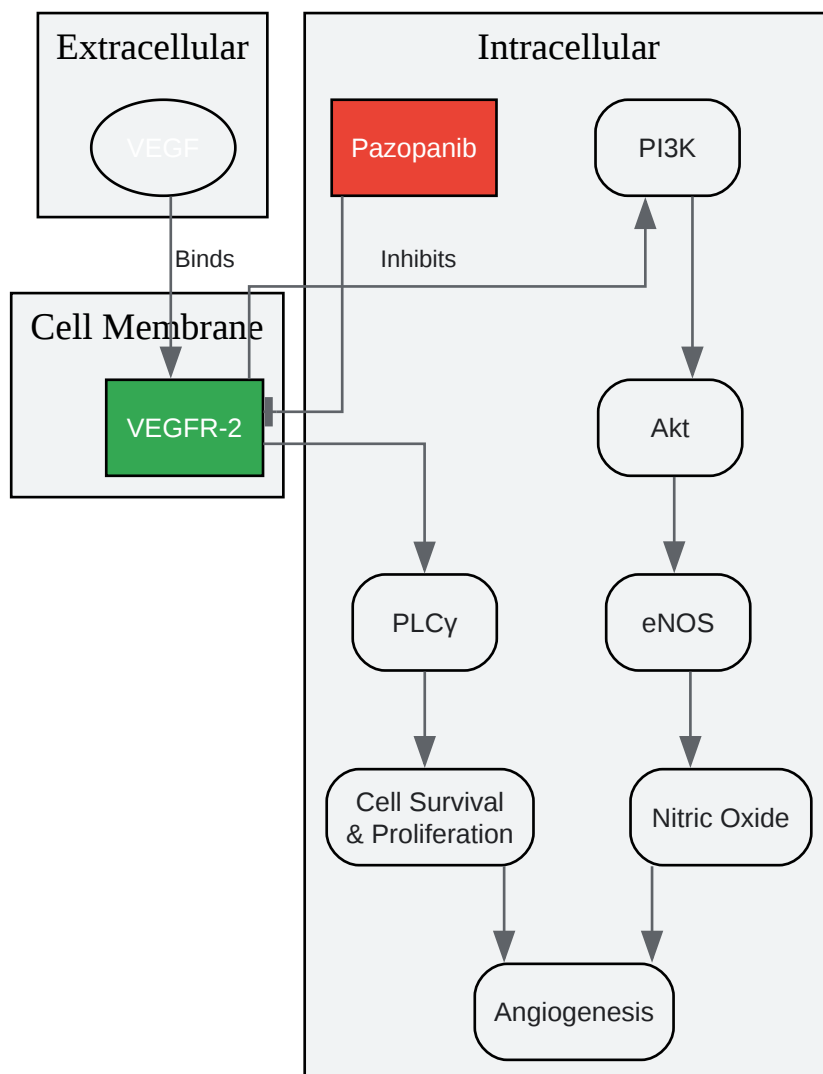 Extracellular
Intracellular
VEGF
Pazopanib
PI3K
Binds
Inhibits
Cell Membrane
VEGFR-2
Akt
PLCγ
eNOS
Cell Survival
& Proliferation
Nitric Oxide
Angiogenesis